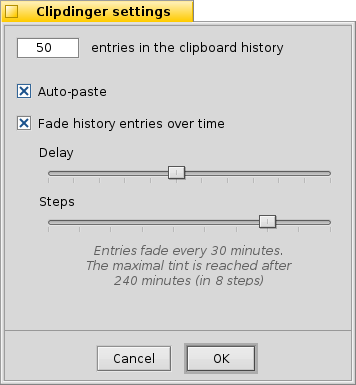 Clipdinger settings
50 entries in the clipboard history
Auto-paste
Fade history entries over time
Delay
Steps
Entries fade every 30 minutes.
The maximal tint is reached after
240 minutes (in 8 steps)
Cancel OK